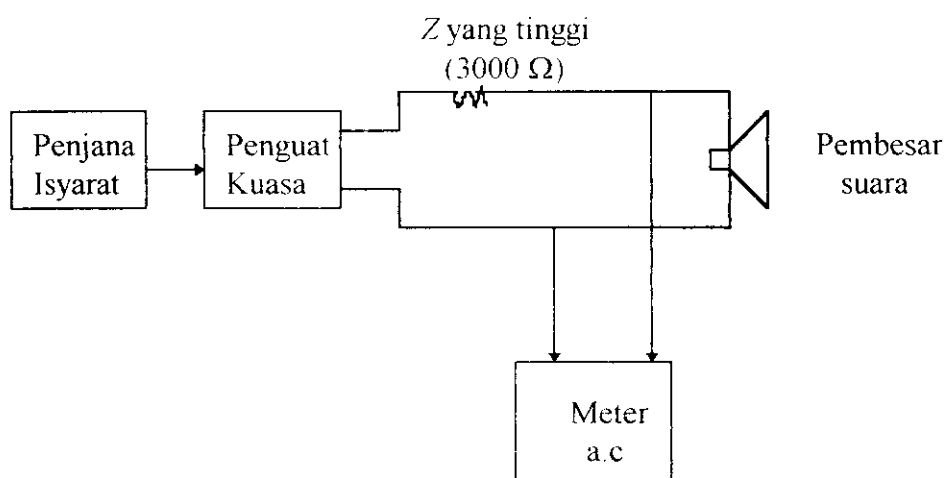 Z yang tinggi
(3000 Ω)
Penjana
Isyarat
Penguat
Kuasa
Pembesar
suara
Meter
a.c